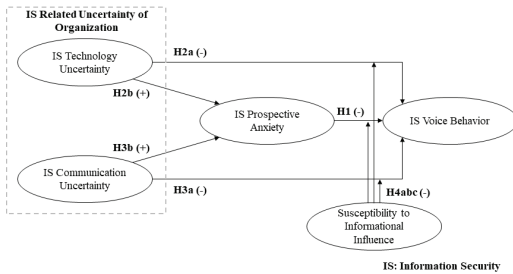 IS Related Uncertainty of
Organization
IS Technology
Uncertainty
H2a (-)
H2b (+)
IS Prospective
Anxiety
H1 (-)
IS Voice Behavior
H3b (+)
IS Communication
Uncertainty
H3a (-)
H4abc (-)
Susceptibility to
Informational
Influence
IS: Information Security